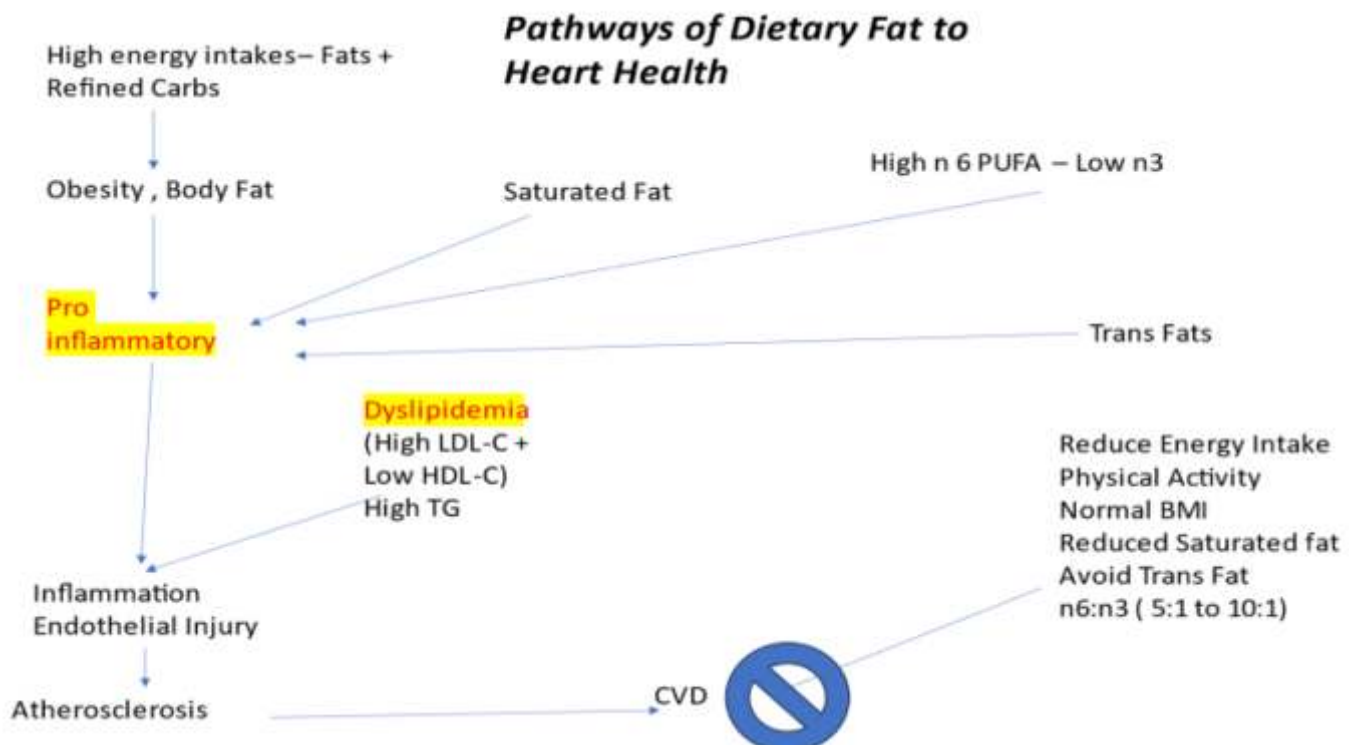 Pathways of Dietary Fat to
Heart Health
High energy intakes– Fats +
Refined Carbs
High n 6 PUFA – Low n3
Obesity , Body Fat
Saturated Fat
Pro
inflammatory
Trans Fats
Dyslipidemia
(High LDL-C +
Low HDL-C)
High TG
Reduce Energy Intake
Physical Activity
Normal BMI
Reduced Saturated fat
Avoid Trans Fat
n6:n3 ( 5:1 to 10:1)
Inflammation
Endothelial Injury
Atherosclerosis
CVD